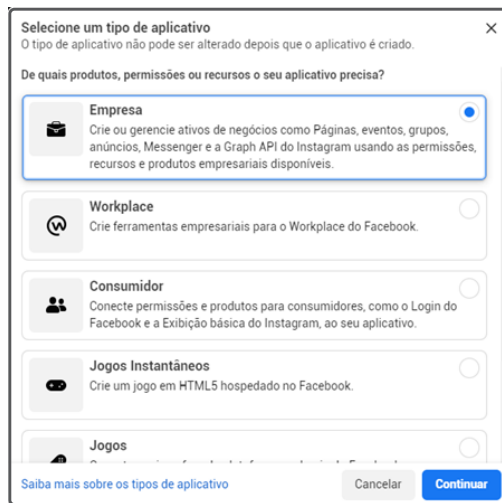 Selecione um tipo de aplicativo
O tipo de aplicativo não pode ser alterado depois que o aplicativo é criado.
De quais produtos, permissões ou recursos o seu aplicativo precisa?
Empresa
Crie ou gerencie ativos de negócios como Páginas, eventos, grupos,
anúncios, Messenger e a Graph API do Instagram usando as permissões,
recursos e produtos empresariais disponíveis.
Workplace
Crie ferramentas empresariais para o Workplace do Facebook.
Consumidor
Conecte permissões e produtos para consumidores, como o Login do
Facebook e a Exibição básica do Instagram, ao seu aplicativo.
Jogos Instantâneos
Crie um jogo em HTML5 hospedado no Facebook.
Jogos
Saiba mais sobre os tipos de aplicativo
Cancelar
Continuar